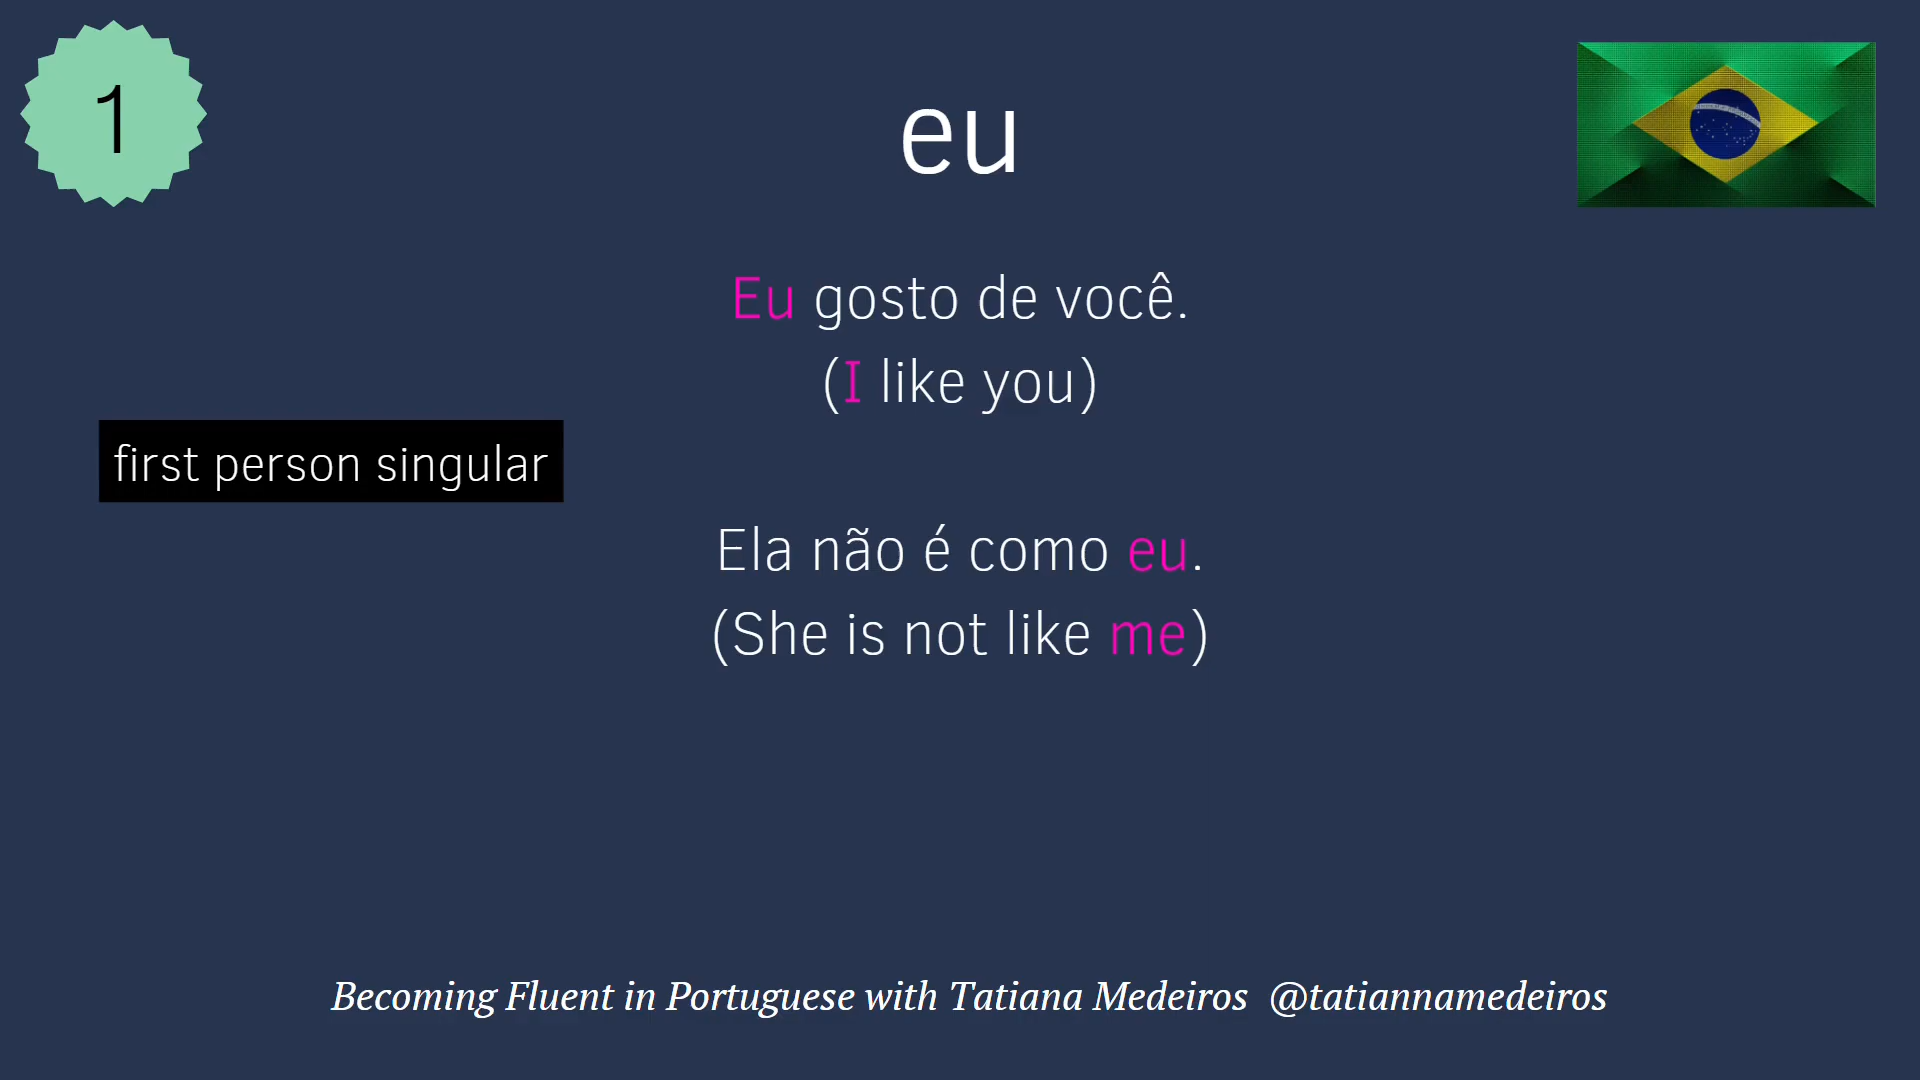 1
eu
Eu gosto de você.
(I like you)
first person singular
Ela não é como eu.
(She is not like me)
Becoming Fluent in Portuguese with Tatiana Medeiros @tatiannamedeiros